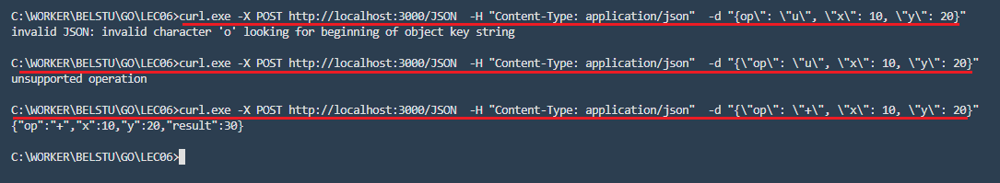 C:\WORKER\BELSTU\GO\LEC06>curl.exe -X POST http://localhost:3000/JSON  -H "Content-Type: application/json"  -d "{op\": \"u\", \"x\": 10, \"y\": 20}"
invalid JSON: invalid character 'o' looking for beginning of object key string
C:\WORKER\BELSTU\GO\LEC06>curl.exe -X POST http://localhost:3000/JSON  -H "Content-Type: application/json"  -d "{\"op\": \"u\", \"x\": 10, \"y\": 20}"
unsupported operation
C:\WORKER\BELSTU\GO\LEC06>curl.exe -X POST http://localhost:3000/JSON  -H "Content-Type: application/json"  -d "{\"op\": \"+\", \"x\": 10, \"y\": 20}"
{"op":"+","x":10,"y":20,"result":30}
C:\WORKER\BELSTU\GO\LEC06>